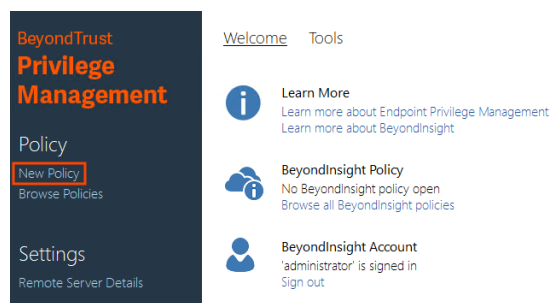 BeyondTrust
Privilege
Management
Policy
New Policy
Browse Policies
Settings
Remote Server Details
Welcome Tools
Learn More
Learn more about Endpoint Privilege Management
Learn more about BeyondInsight
BeyondInsight Policy
No BeyondInsight policy open
Browse all BeyondInsight policies
BeyondInsight Account
'administrator' is signed in
Sign out